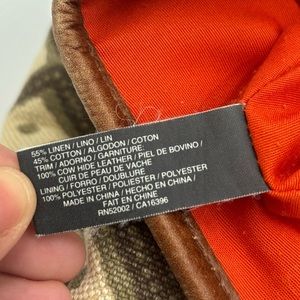 55% LINEN / LINO / LIN
45% COTTON / ALGODON / COTON
TRIM / ADORNO / GARNITURE:
100% COW HIDE LEATHER / PIEL DE BOVINO /
CUIR DE PEAU DE VACHE
LINING / FORRO / DOUBLURE
100% POLYESTER / POLIESTER / POLYESTER
MADE IN CHINA / HECHO EN CHINA /
FAIT EN CHINE
RN52002 / CA16396